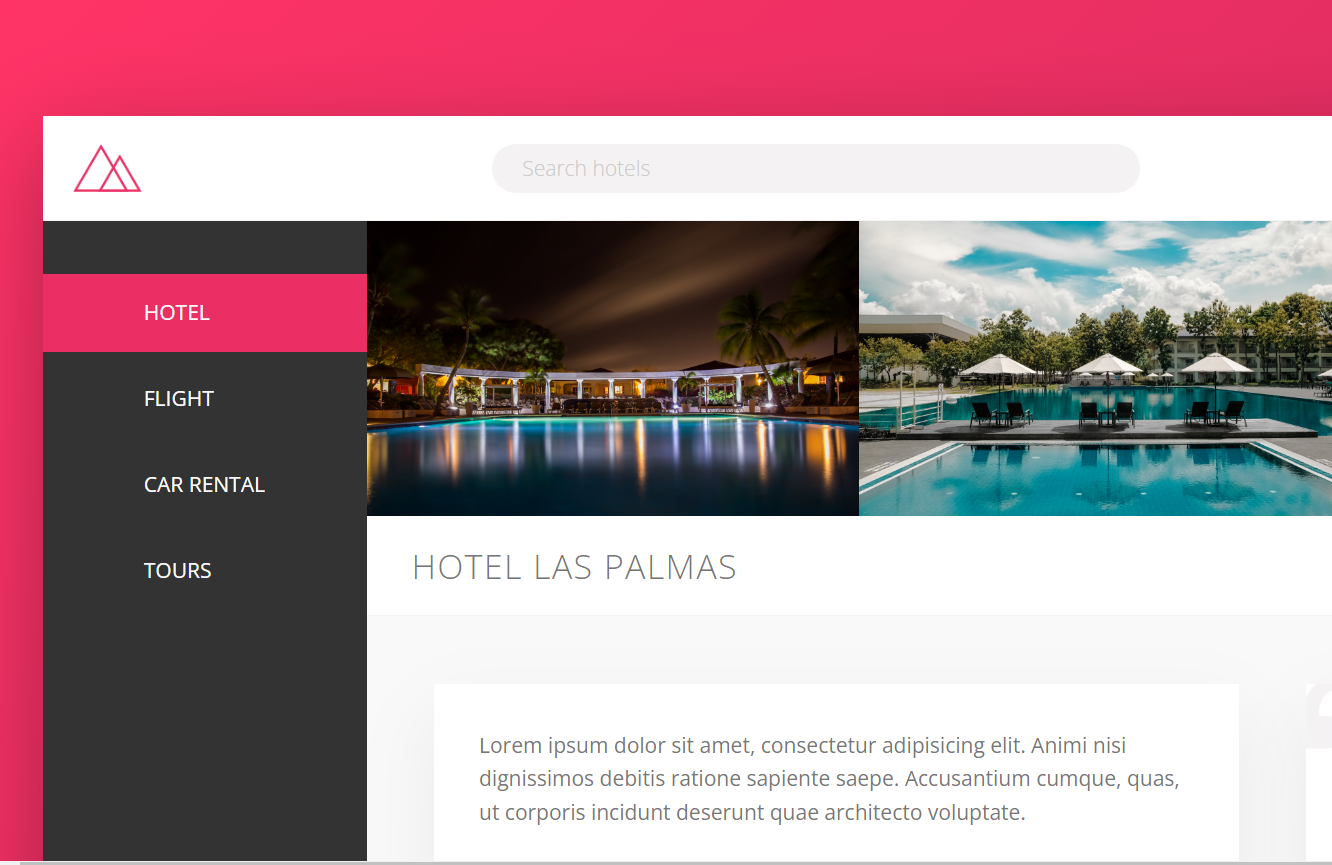 Search hotels
HOTEL
FLIGHT
CAR RENTAL
TOURS
HOTEL LAS PALMAS
Lorem ipsum dolor sit amet, consectetur adipisicing elit. Animi nisi
dignissimos debitis ratione sapiente saepe. Accusantium cumque, quas,
ut corporis incidunt deserunt quae architecto voluptate.